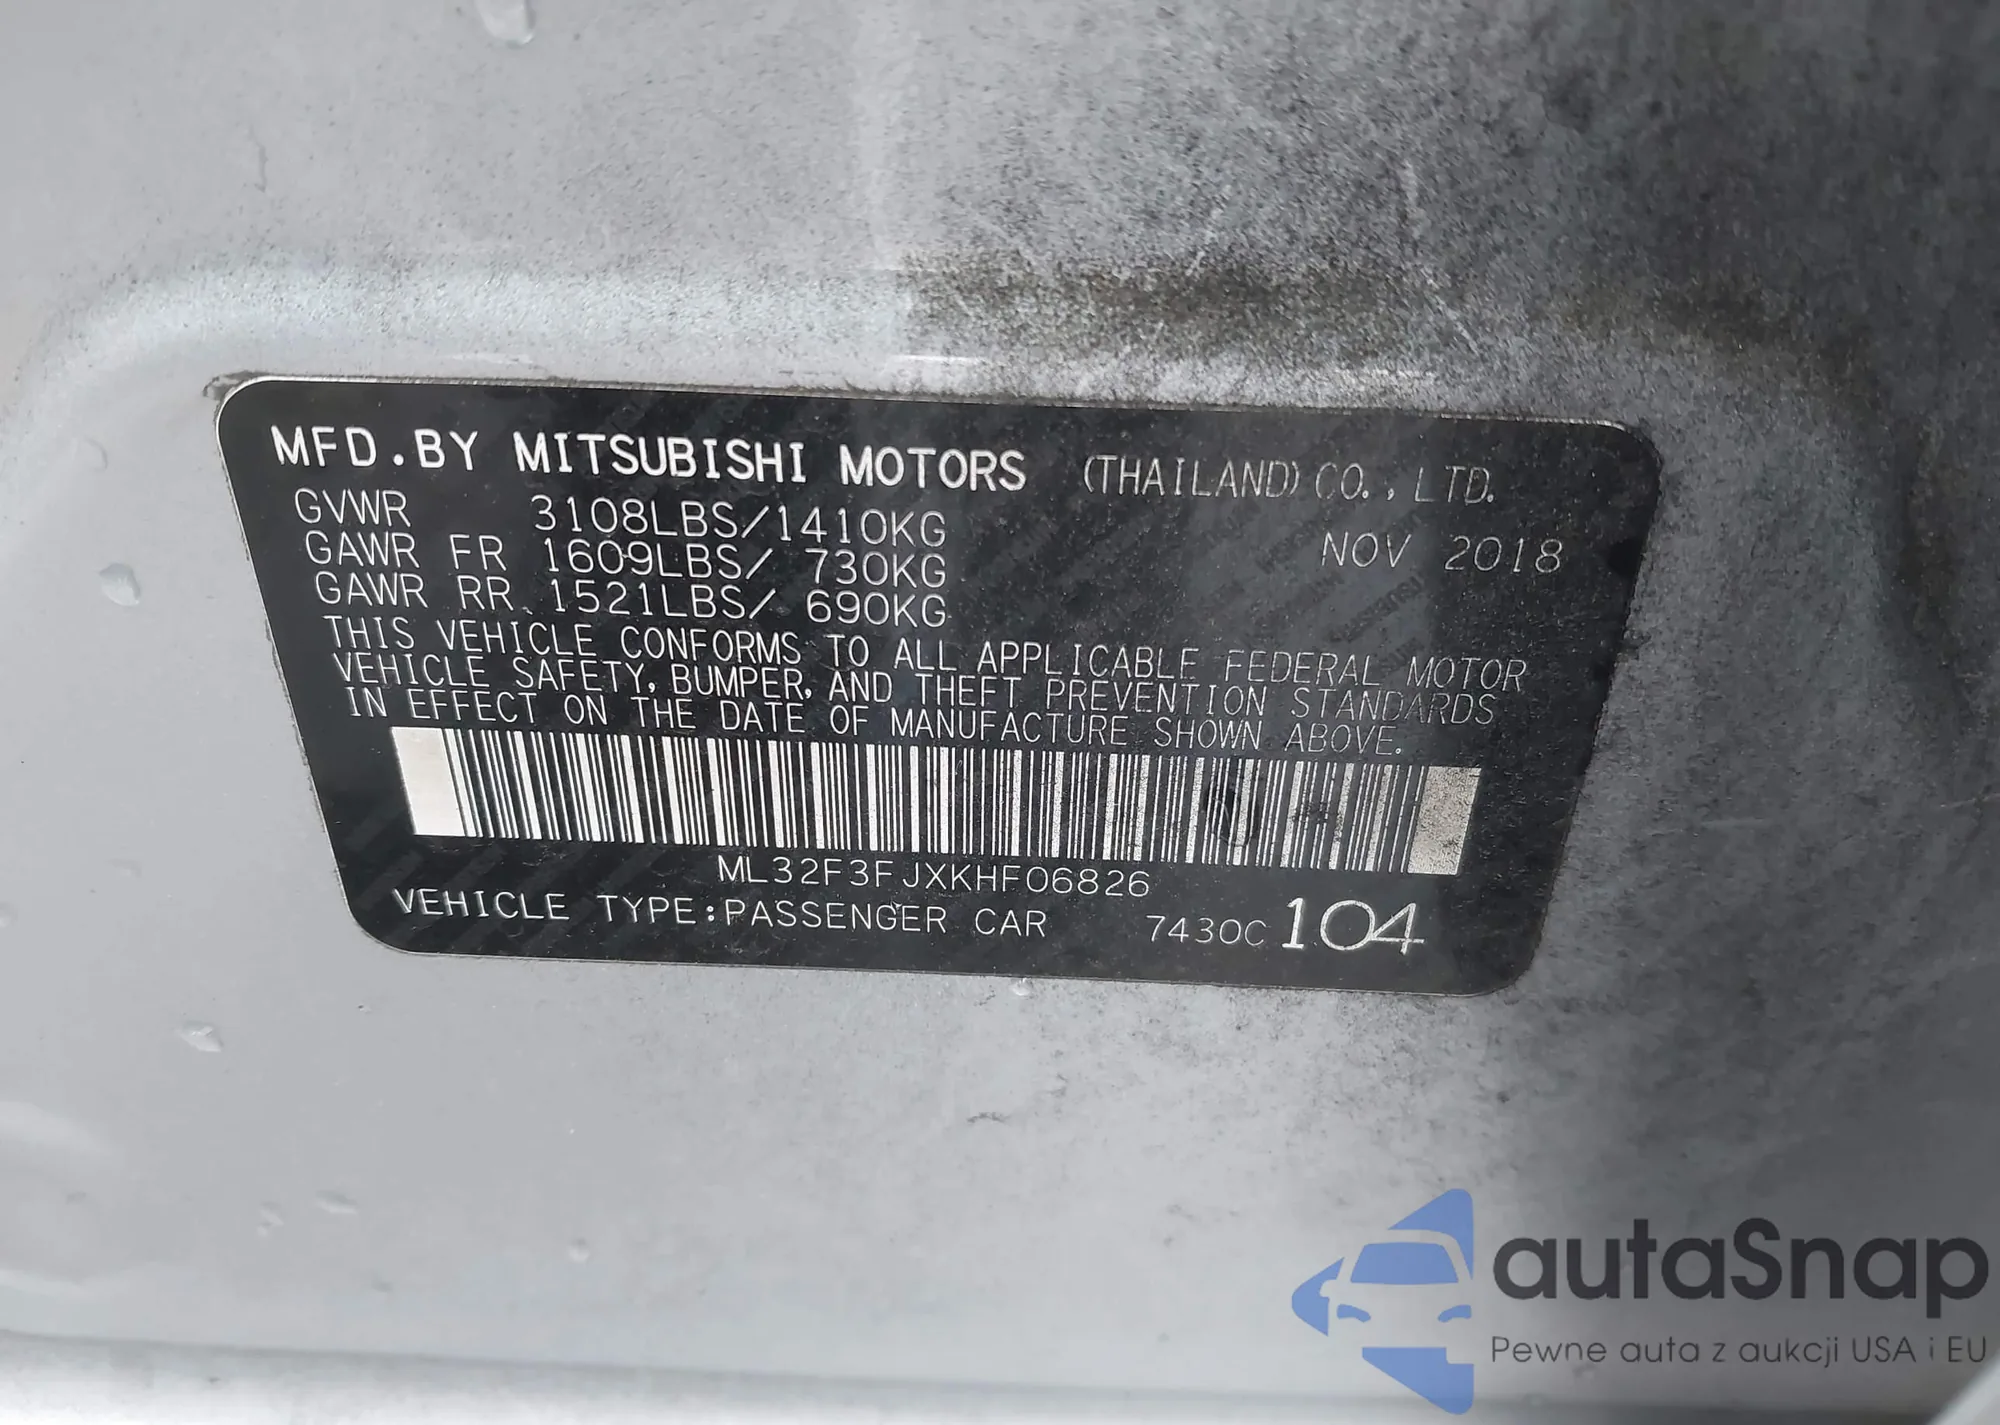 MFD.BY MITSUBISHI MOTORS (THAILAND) CO.,LTD.
GVWR 3108LBS/1410KG
NOV 2018
GAWR FR 1609LBS/ 730KG
GAWR RR 1521LBS/ 690KG
THIS VEHICLE CONFORMS TO ALL APPLICABLE FEDERAL MOTOR
VEHICLE SAFETY, BUMPER, AND THEFT PREVENTION STANDARDS
IN EFFECT ON THE DATE OF MANUFACTURE SHOWN ABOVE.
ML32F3FJXKHF06826
VEHICLE TYPE:PASSENGER CAR 7430C 104
autaSnap
Pewne auta z aukcji USA i EU